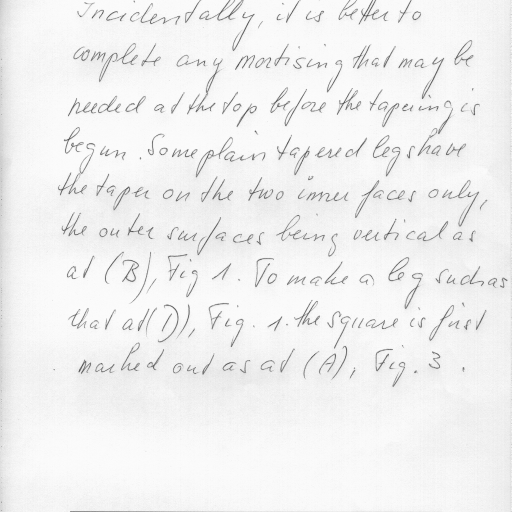 Incidentally, it is better to
complete any mortising that may be
needed at the top before the tapering is
begun. Some plain tapered legs have
the taper on the two inner faces only,
the outer surfaces being vertical as
at (B), Fig 1. To make a leg such as
that at (D), Fig. 1. the square is first
marked out as at (A), Fig. 3.